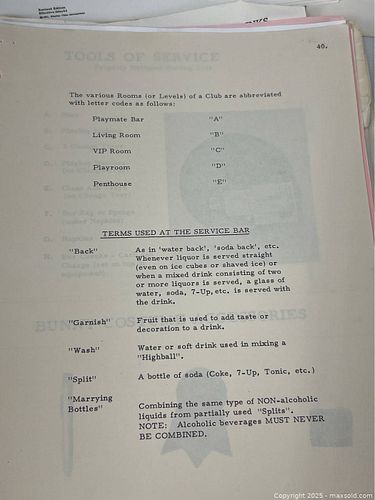 Revised Edition
40.
TOOLS OF SERVICE
The various Rooms (or Levels) of a Club are abbreviated
with letter codes as follows:
Playmate Bar "A"
Living Room "B"
VIP Room "C"
Playroom "D"
Penthouse "E"
TERMS USED AT THE SERVICE BAR
"Back" As in 'water back', 'soda back', etc.
Whenever liquor is served straight
(even on ice cubes or shaved ice) or
when a mixed drink consisting of two
or more liquors is served, a glass of
water, soda, 7-Up, etc. is served with
the drink.
"Garnish" Fruit that is used to add taste or
decoration to a drink.
"Wash" Water or soft drink used in mixing a
"Highball".
"Split" A bottle of soda (Coke, 7-Up, Tonic, etc.)
"Marrying Combining the same type of NON-alcoholic
Bottles" liquids from partially used "Splits".
NOTE: Alcoholic beverages MUST NEVER
BE COMBINED.
Copyright 2025 - maxsold.com